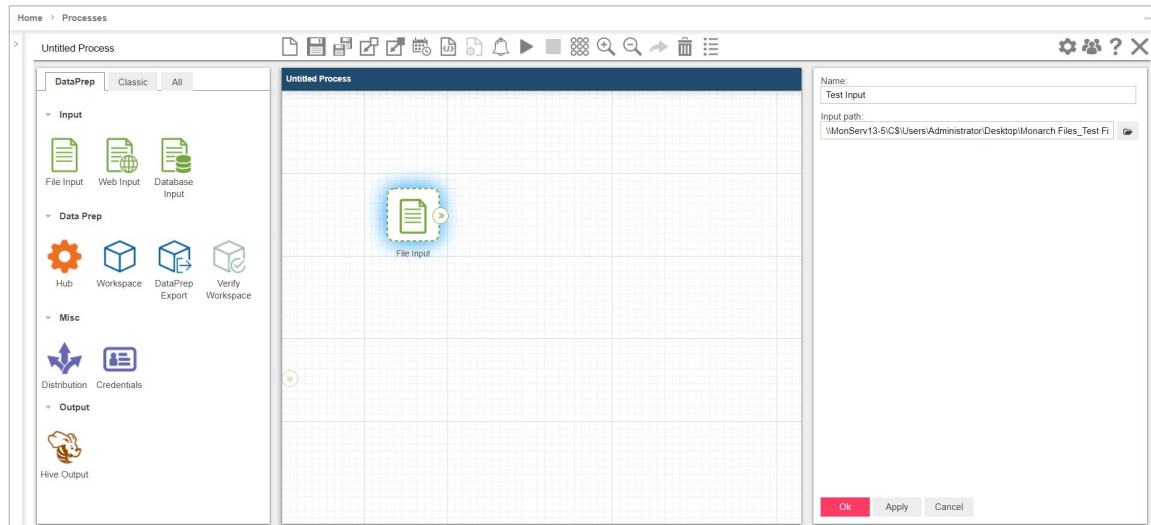 Home > Processes
Untitled Process
DataPrep
Classic
All
Input
File Input
Web Input
Database
Input
Data Prep
Hub
Workspace
DataPrep
Export
Verify
Workspace
Misc
Distribution
Credentials
Output
Hive Output
Untitled Process
File Input
Name:
Test Input
Input path:
\\MonServ13-5\C$\Users\Administrator\Desktop\Monarch Files_Test Fi
Ok
Apply
Cancel